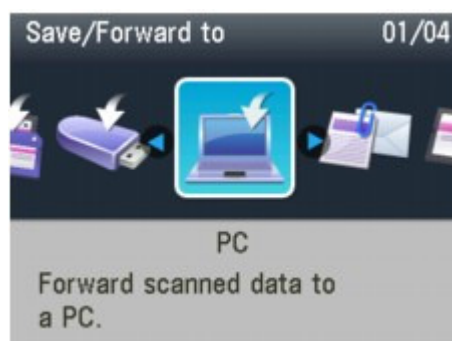 Save/Forward to 01/04
PC
Forward scanned data to
a PC.